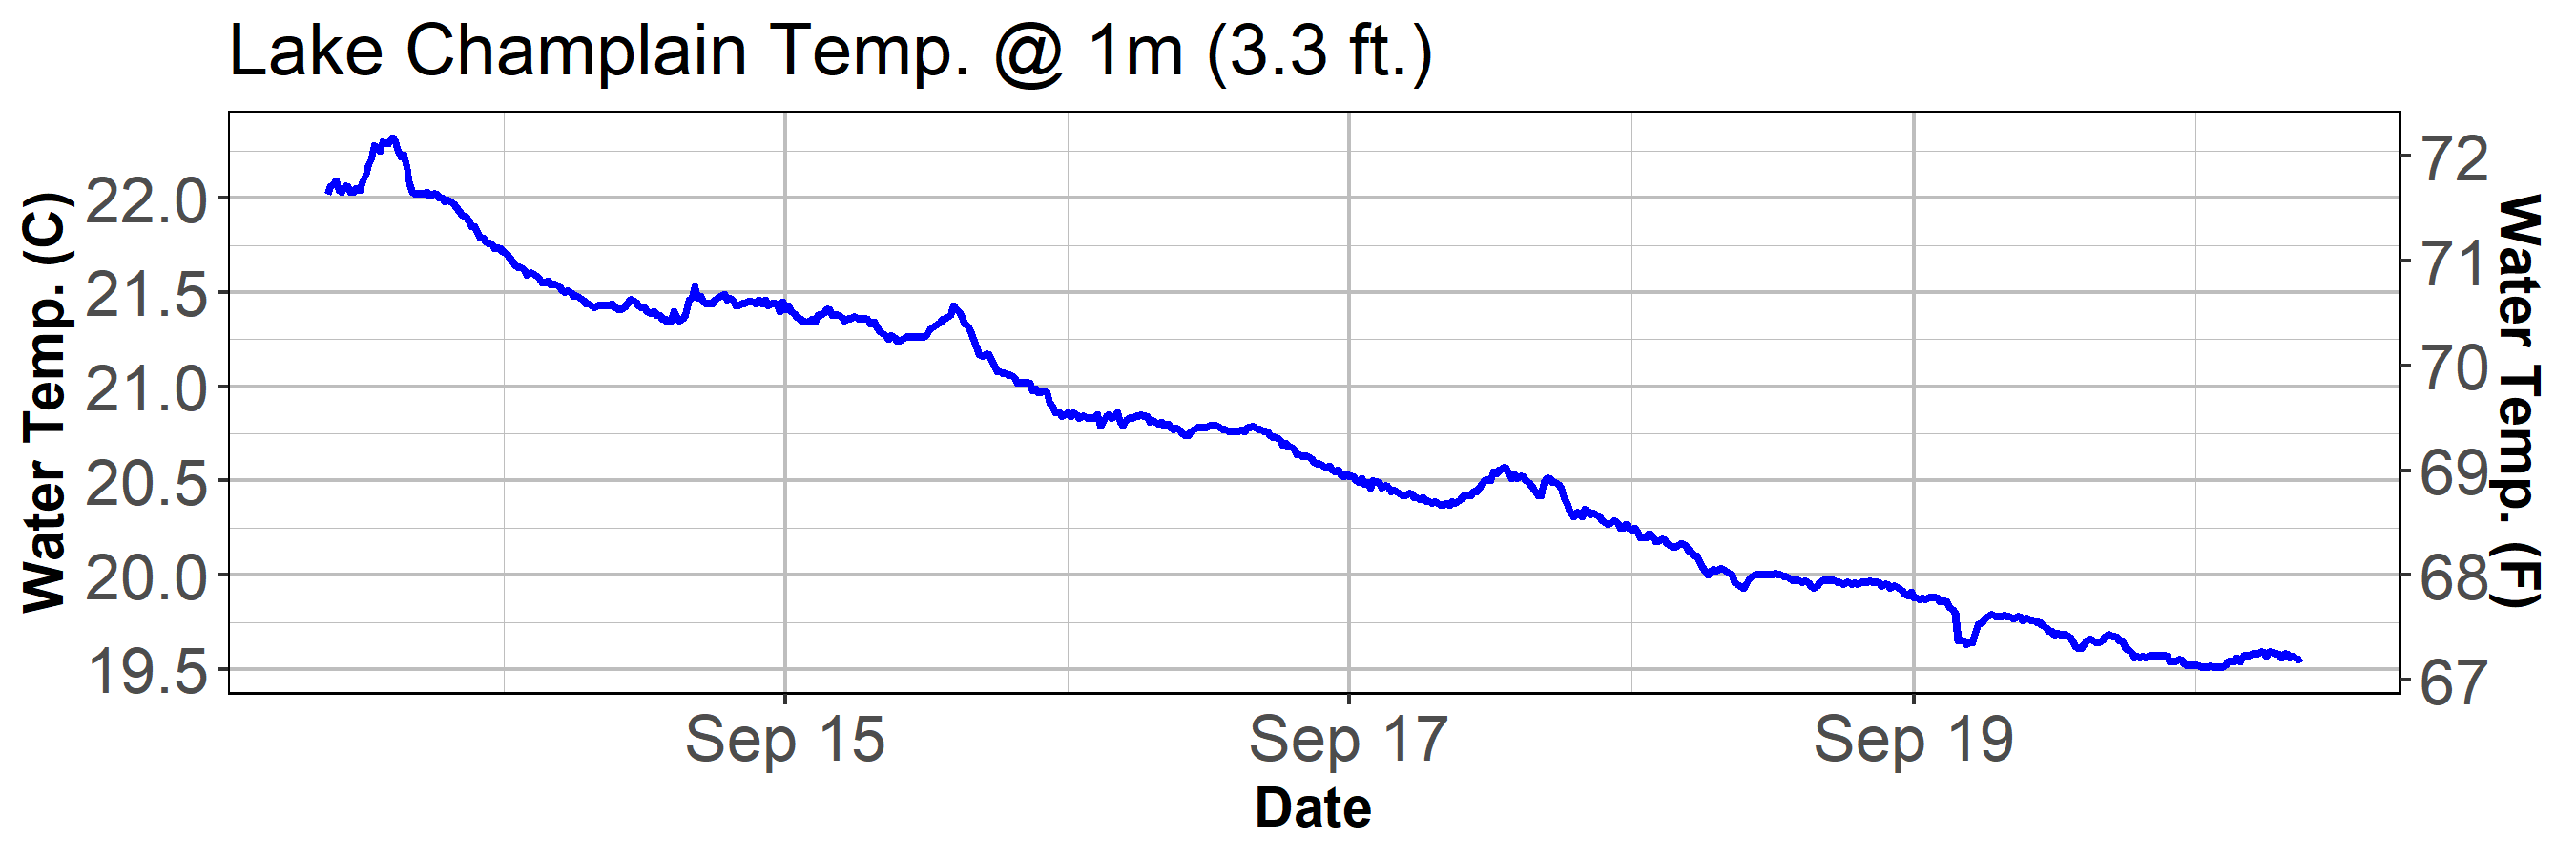 Lake Champlain Temp. @ 1m (3.3 ft.)
Water Temp. (C)
22.0
21.5
21.0
20.5
20.0
19.5
72
71
70
69
68
67
Water Temp. (F)
Sep 15 Sep 17 Sep 19
Date